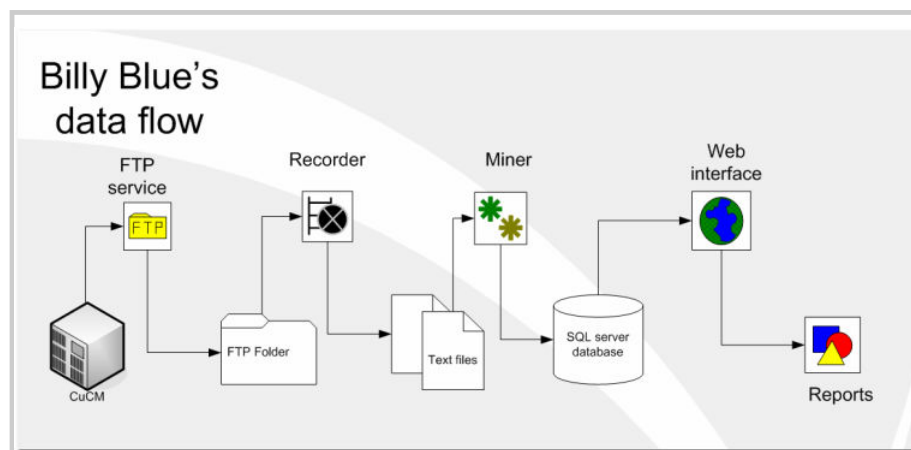 Billy Blue's
data flow
FTP
service
Recorder
Miner
Web
interface
FTP
CuCM
FTP Folder
Text files
SQL server
database
Reports